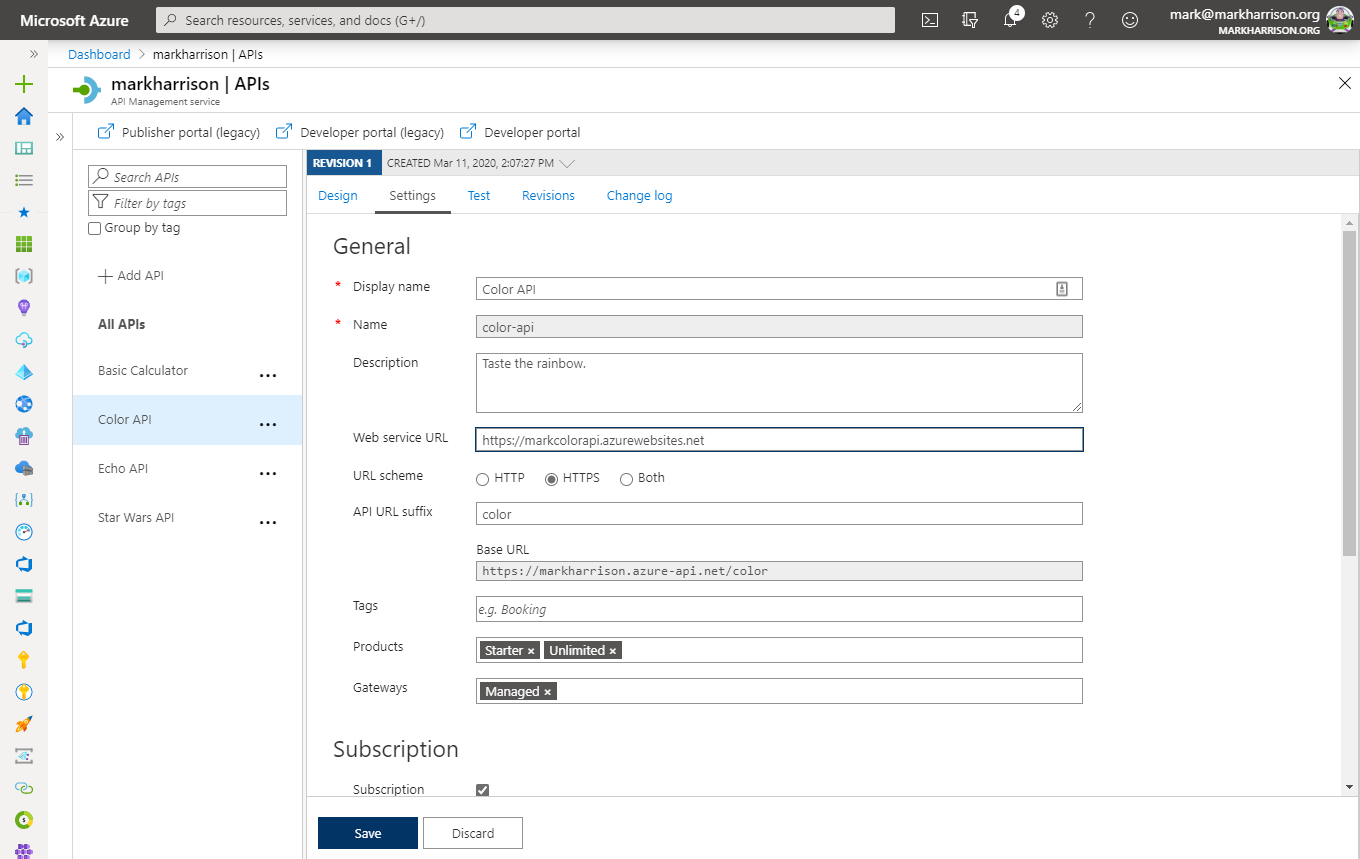 Microsoft Azure
Search resources, services, and docs (G+/)
4
mark@markharrison.org
MARKHARRISON.ORG
Dashboard > markharrison | APIs
markharrison | APIs
API Management service
Publisher portal (legacy) Developer portal (legacy) Developer portal
Search APIs
Filter by tags
Group by tag
Add API
All APIs
Basic Calculator
Color API
Echo API
Star Wars API
REVISION 1 CREATED Mar 11, 2020, 2:07:27 PM
Design Settings Test Revisions Change log
General
* Display name Color API
* Name color-api
Description Taste the rainbow.
Web service URL https://markcolorapi.azurewebsites.net
URL scheme HTTP HTTPS Both
API URL suffix color
Base URL
https://markharrison.azure-api.net/color
Tags e.g. Booking
Products Starter × Unlimited ×
Gateways Managed ×
Subscription
Subscription
Save Discard